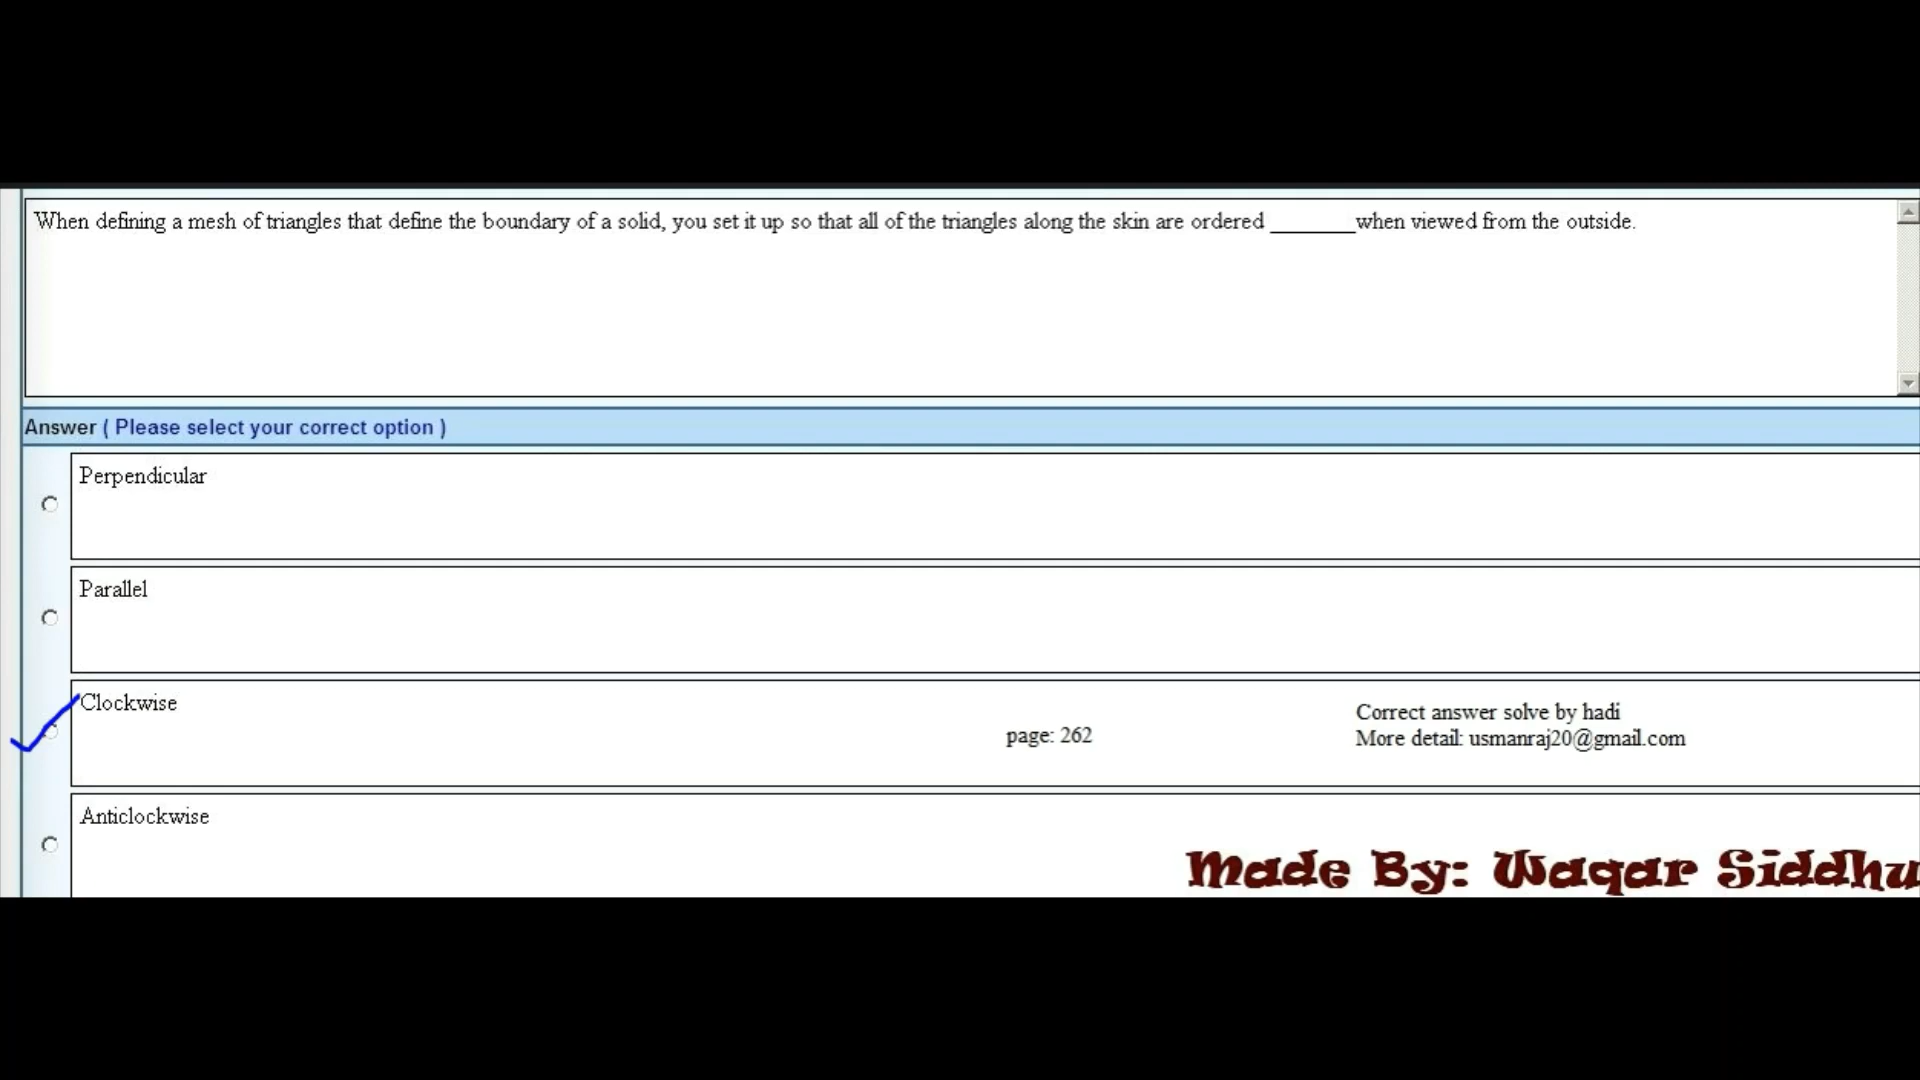 When defining a mesh of triangles that define the boundary of a solid, you set it up so that all of the triangles along the skin are ordered ________when viewed from the outside.
Answer ( Please select your correct option )
Perpendicular
Parallel
Clockwise
page: 262
Correct answer solve by hadi
More detail: usmanraj20@gmail.com
Anticlockwise
Made By: Waqar Siddhu